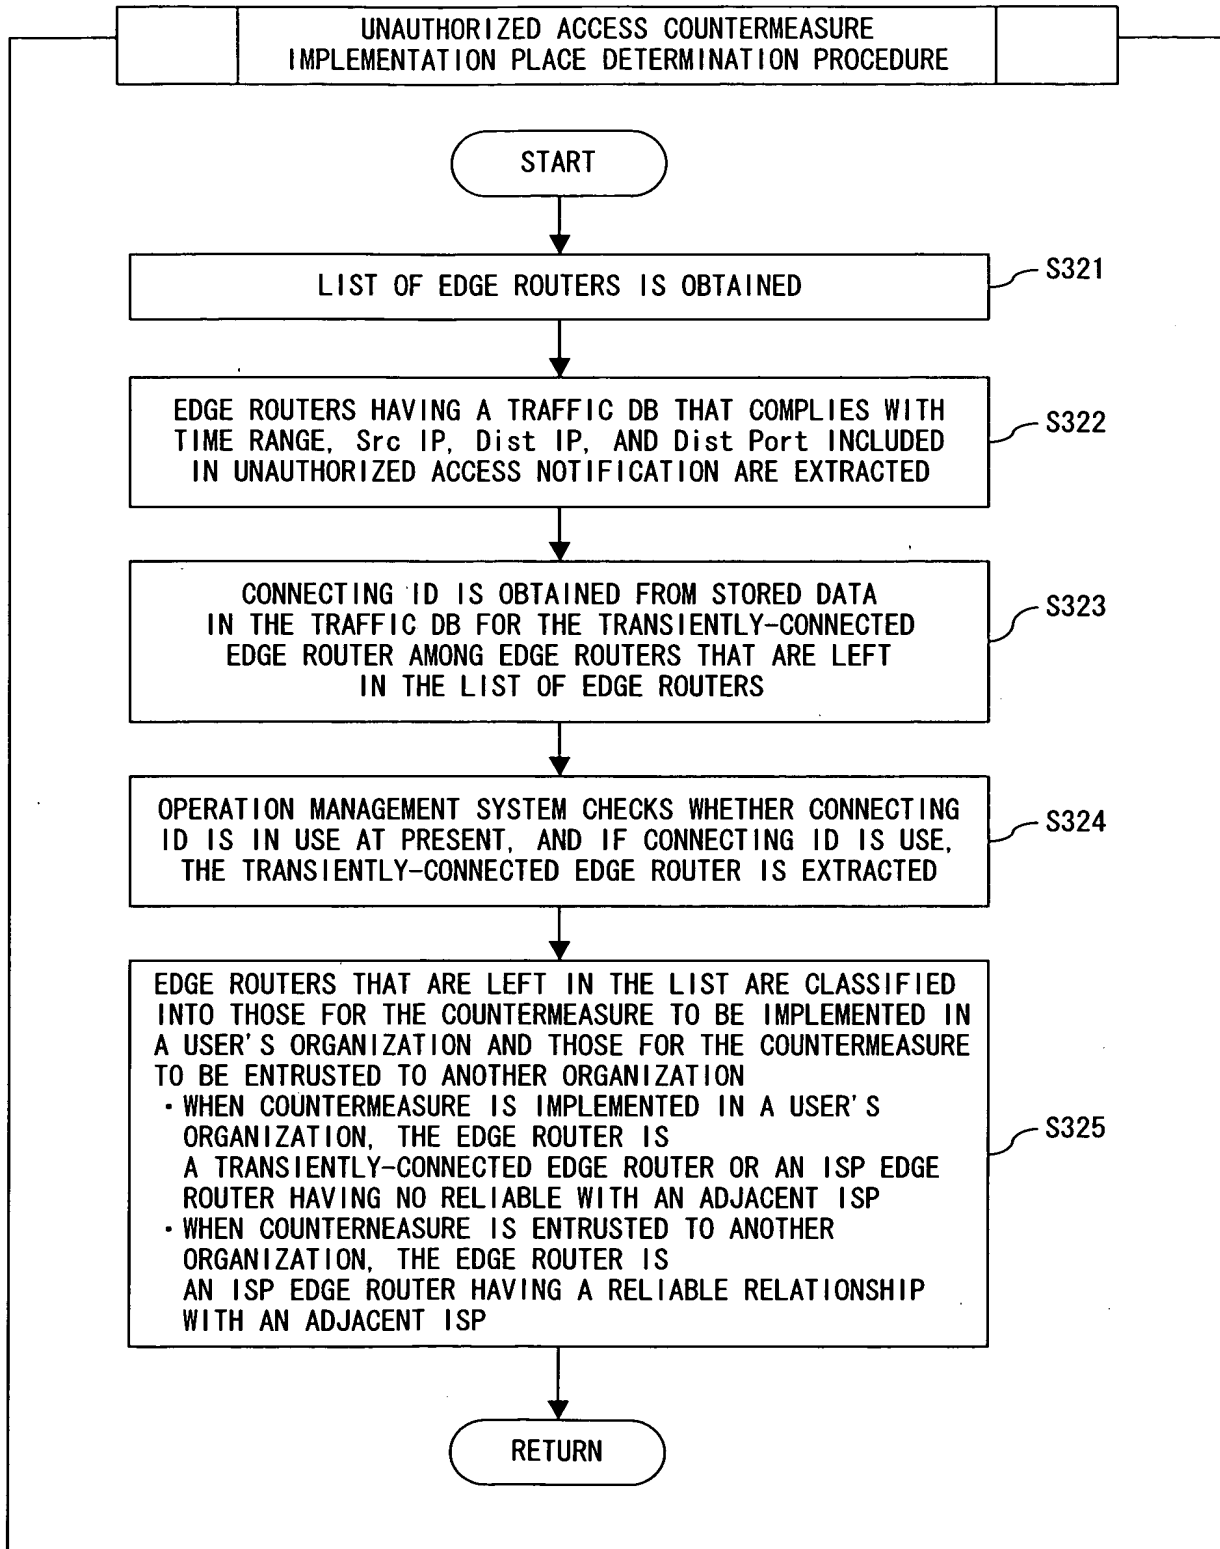 UNAUTHORIZED ACCESS COUNTERMEASURE
IMPLEMENTATION PLACE DETERMINATION PROCEDURE
START
LIST OF EDGE ROUTERS IS OBTAINED
S321
EDGE ROUTERS HAVING A TRAFFIC DB THAT COMPLIES WITH
TIME RANGE, Src IP, Dist IP, AND Dist Port INCLUDED
IN UNAUTHORIZED ACCESS NOTIFICATION ARE EXTRACTED
S322
CONNECTING ID IS OBTAINED FROM STORED DATA
IN THE TRAFFIC DB FOR THE TRANSIENTLY-CONNECTED
EDGE ROUTER AMONG EDGE ROUTERS THAT ARE LEFT
IN THE LIST OF EDGE ROUTERS
S323
OPERATION MANAGEMENT SYSTEM CHECKS WHETHER CONNECTING
ID IS IN USE AT PRESENT, AND IF CONNECTING ID IS USE,
THE TRANSIENTLY-CONNECTED EDGE ROUTER IS EXTRACTED
S324
EDGE ROUTERS THAT ARE LEFT IN THE LIST ARE CLASSIFIED
INTO THOSE FOR THE COUNTERMEASURE TO BE IMPLEMENTED IN
A USER'S ORGANIZATION AND THOSE FOR THE COUNTERMEASURE
TO BE ENTRUSTED TO ANOTHER ORGANIZATION
・WHEN COUNTERMEASURE IS IMPLEMENTED IN A USER'S
ORGANIZATION, THE EDGE ROUTER IS
A TRANSIENTLY-CONNECTED EDGE ROUTER OR AN ISP EDGE
ROUTER HAVING NO RELIABLE WITH AN ADJACENT ISP
・WHEN COUNTERNEASURE IS ENTRUSTED TO ANOTHER
ORGANIZATION, THE EDGE ROUTER IS
AN ISP EDGE ROUTER HAVING A RELIABLE RELATIONSHIP
WITH AN ADJACENT ISP
S325
RETURN